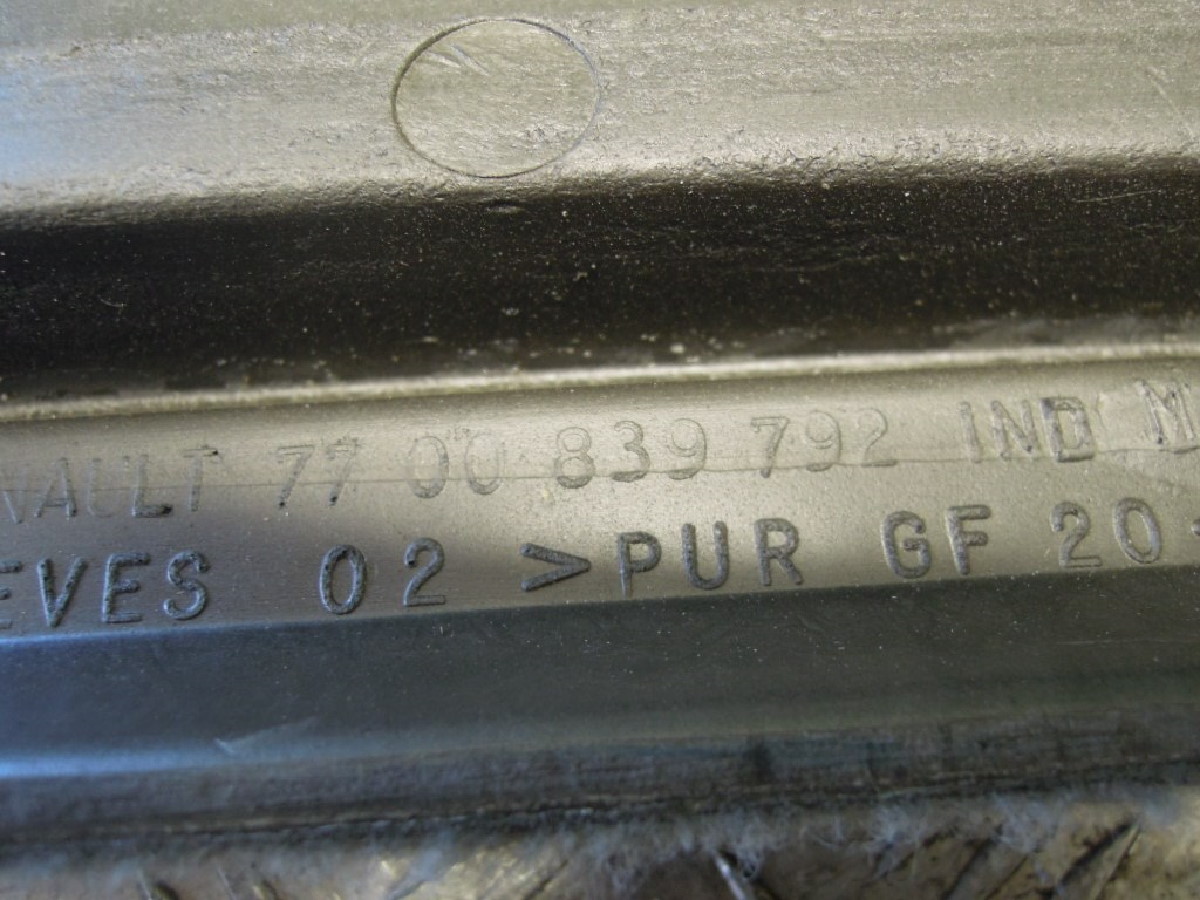 NAULT 77 00 839 792 IND M
EVES 02 >PUR GF 20